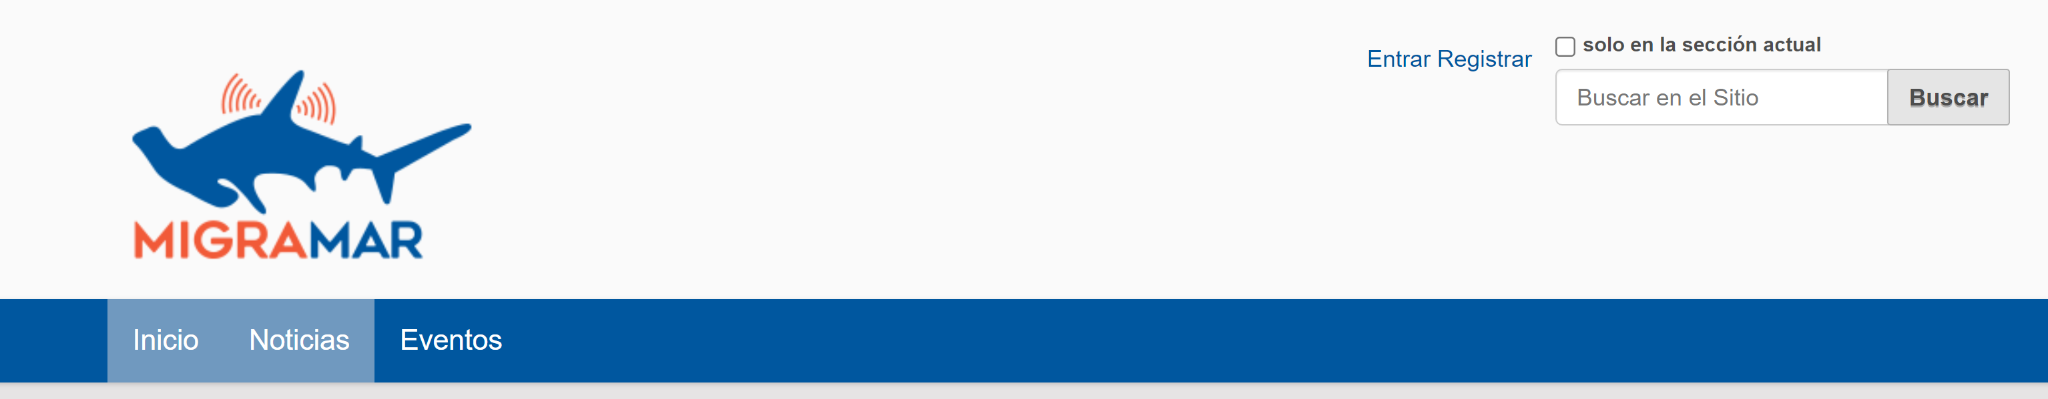 MIGRAMAR
Entrar Registrar
solo en la sección actual
Buscar en el Sitio
Buscar
Inicio Noticias Eventos